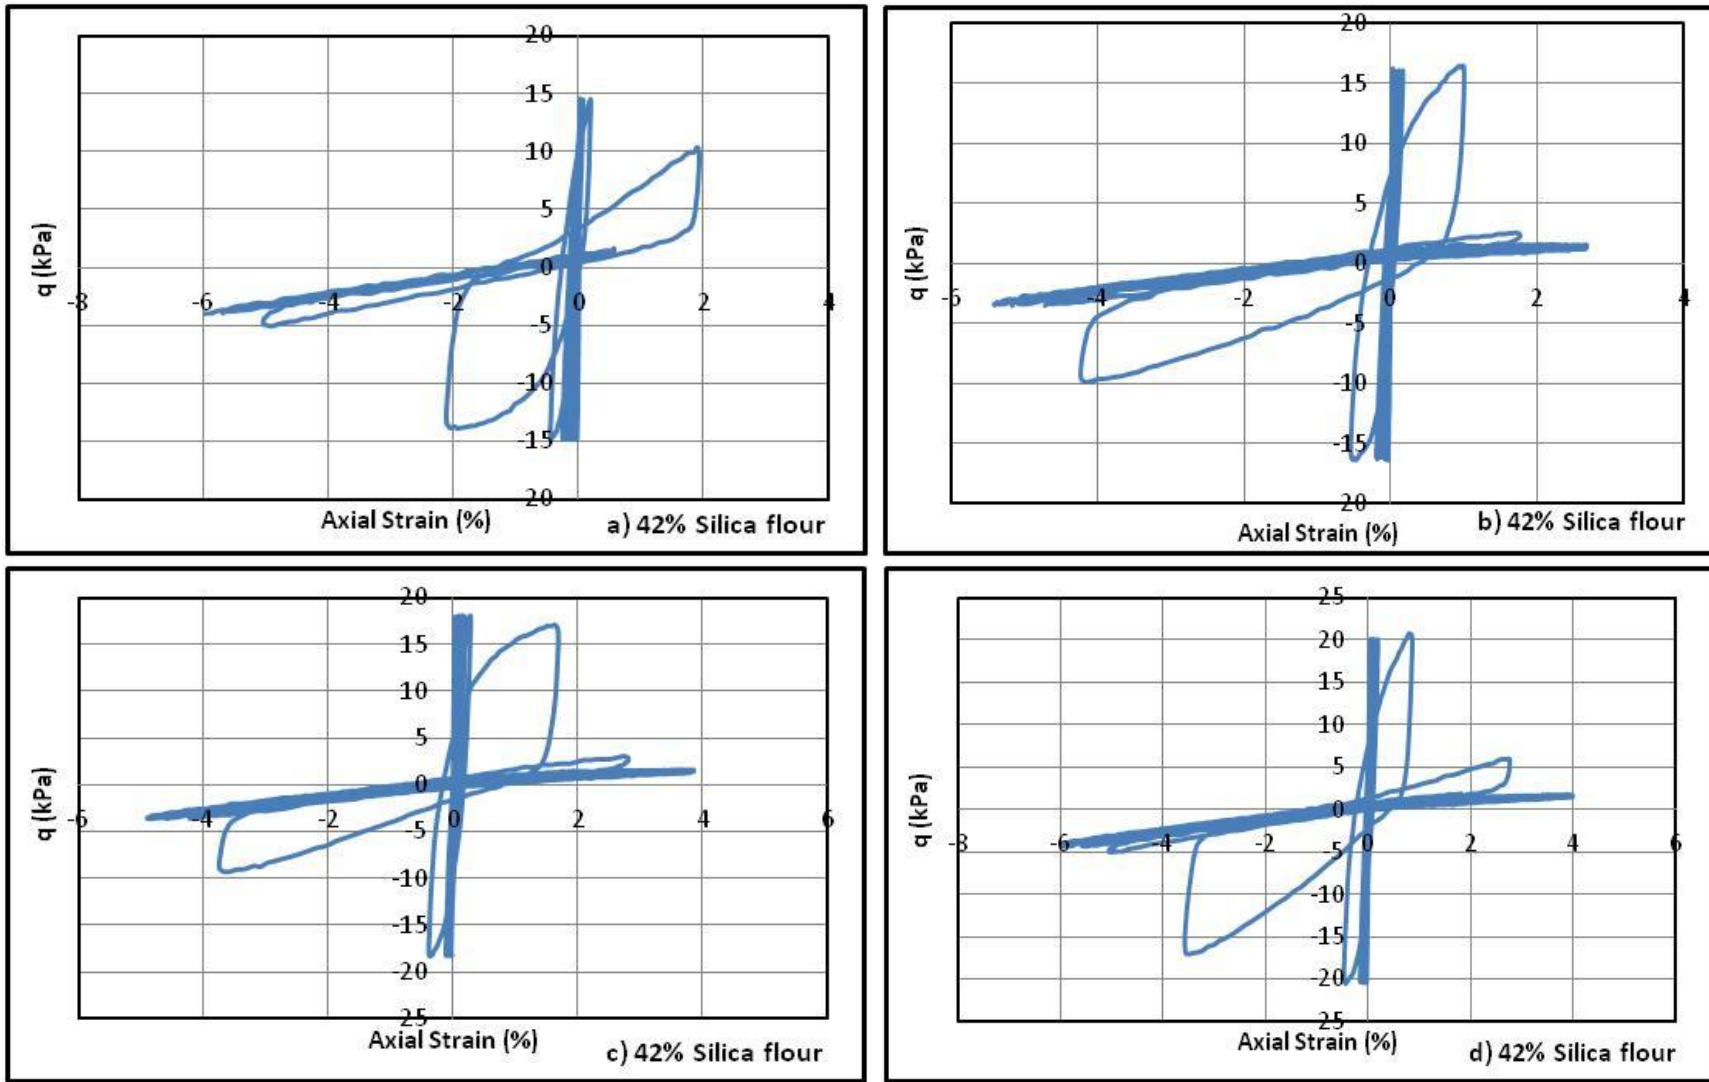 20
15
10
5
0
-5
-10
-15
20
-8 -6 -4 -2 0 2 4
q (kPa)
Axial Strain (%)
a) 42% Silica flour
20
15
10
5
0
-5
-10
-15
20
-6 -4 -2 0 2 4
q (kPa)
Axial Strain (%)
b) 42% Silica flour
20
15
10
5
0
-5
-10
-15
-20
25
-6 -4 -2 0 2 4 6
q (kPa)
Axial Strain (%)
c) 42% Silica flour
25
20
15
10
5
0
-5
-10
-15
-20
25
-8 -6 -4 -2 0 2 4 6
q (kPa)
Axial Strain (%)
d) 42% Silica flour